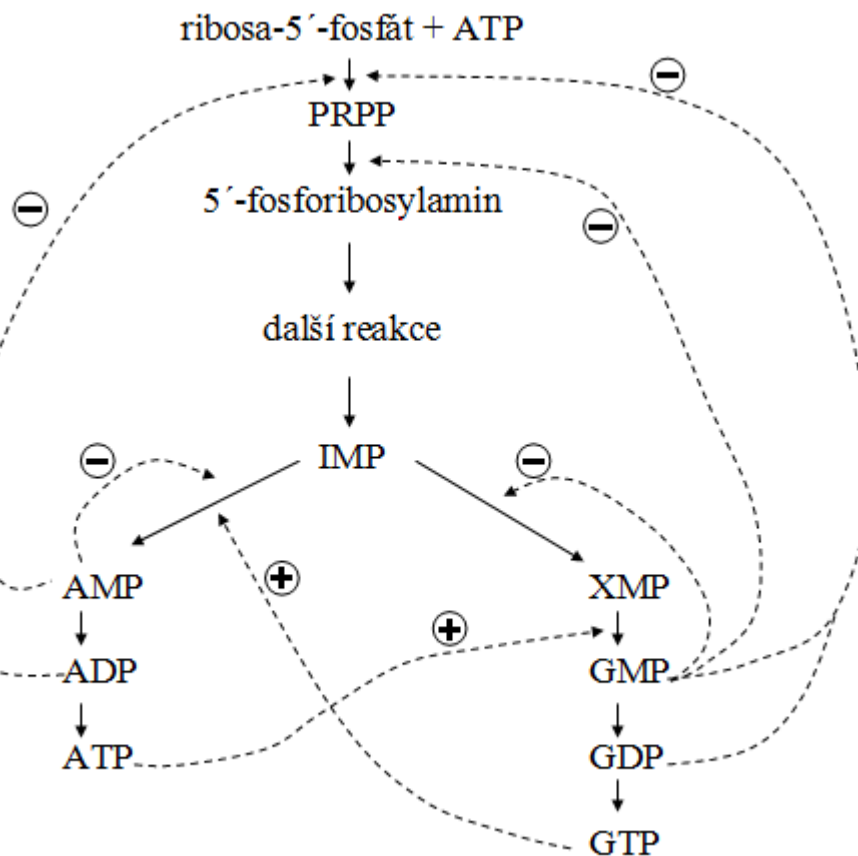 ribosa-5´-fosfát + ATP
−
PRPP
5´-fosforibosylamin
−
−
další reakce
−
IMP
−
+
AMP
XMP
+
ADP
GMP
ATP
GDP
GTP